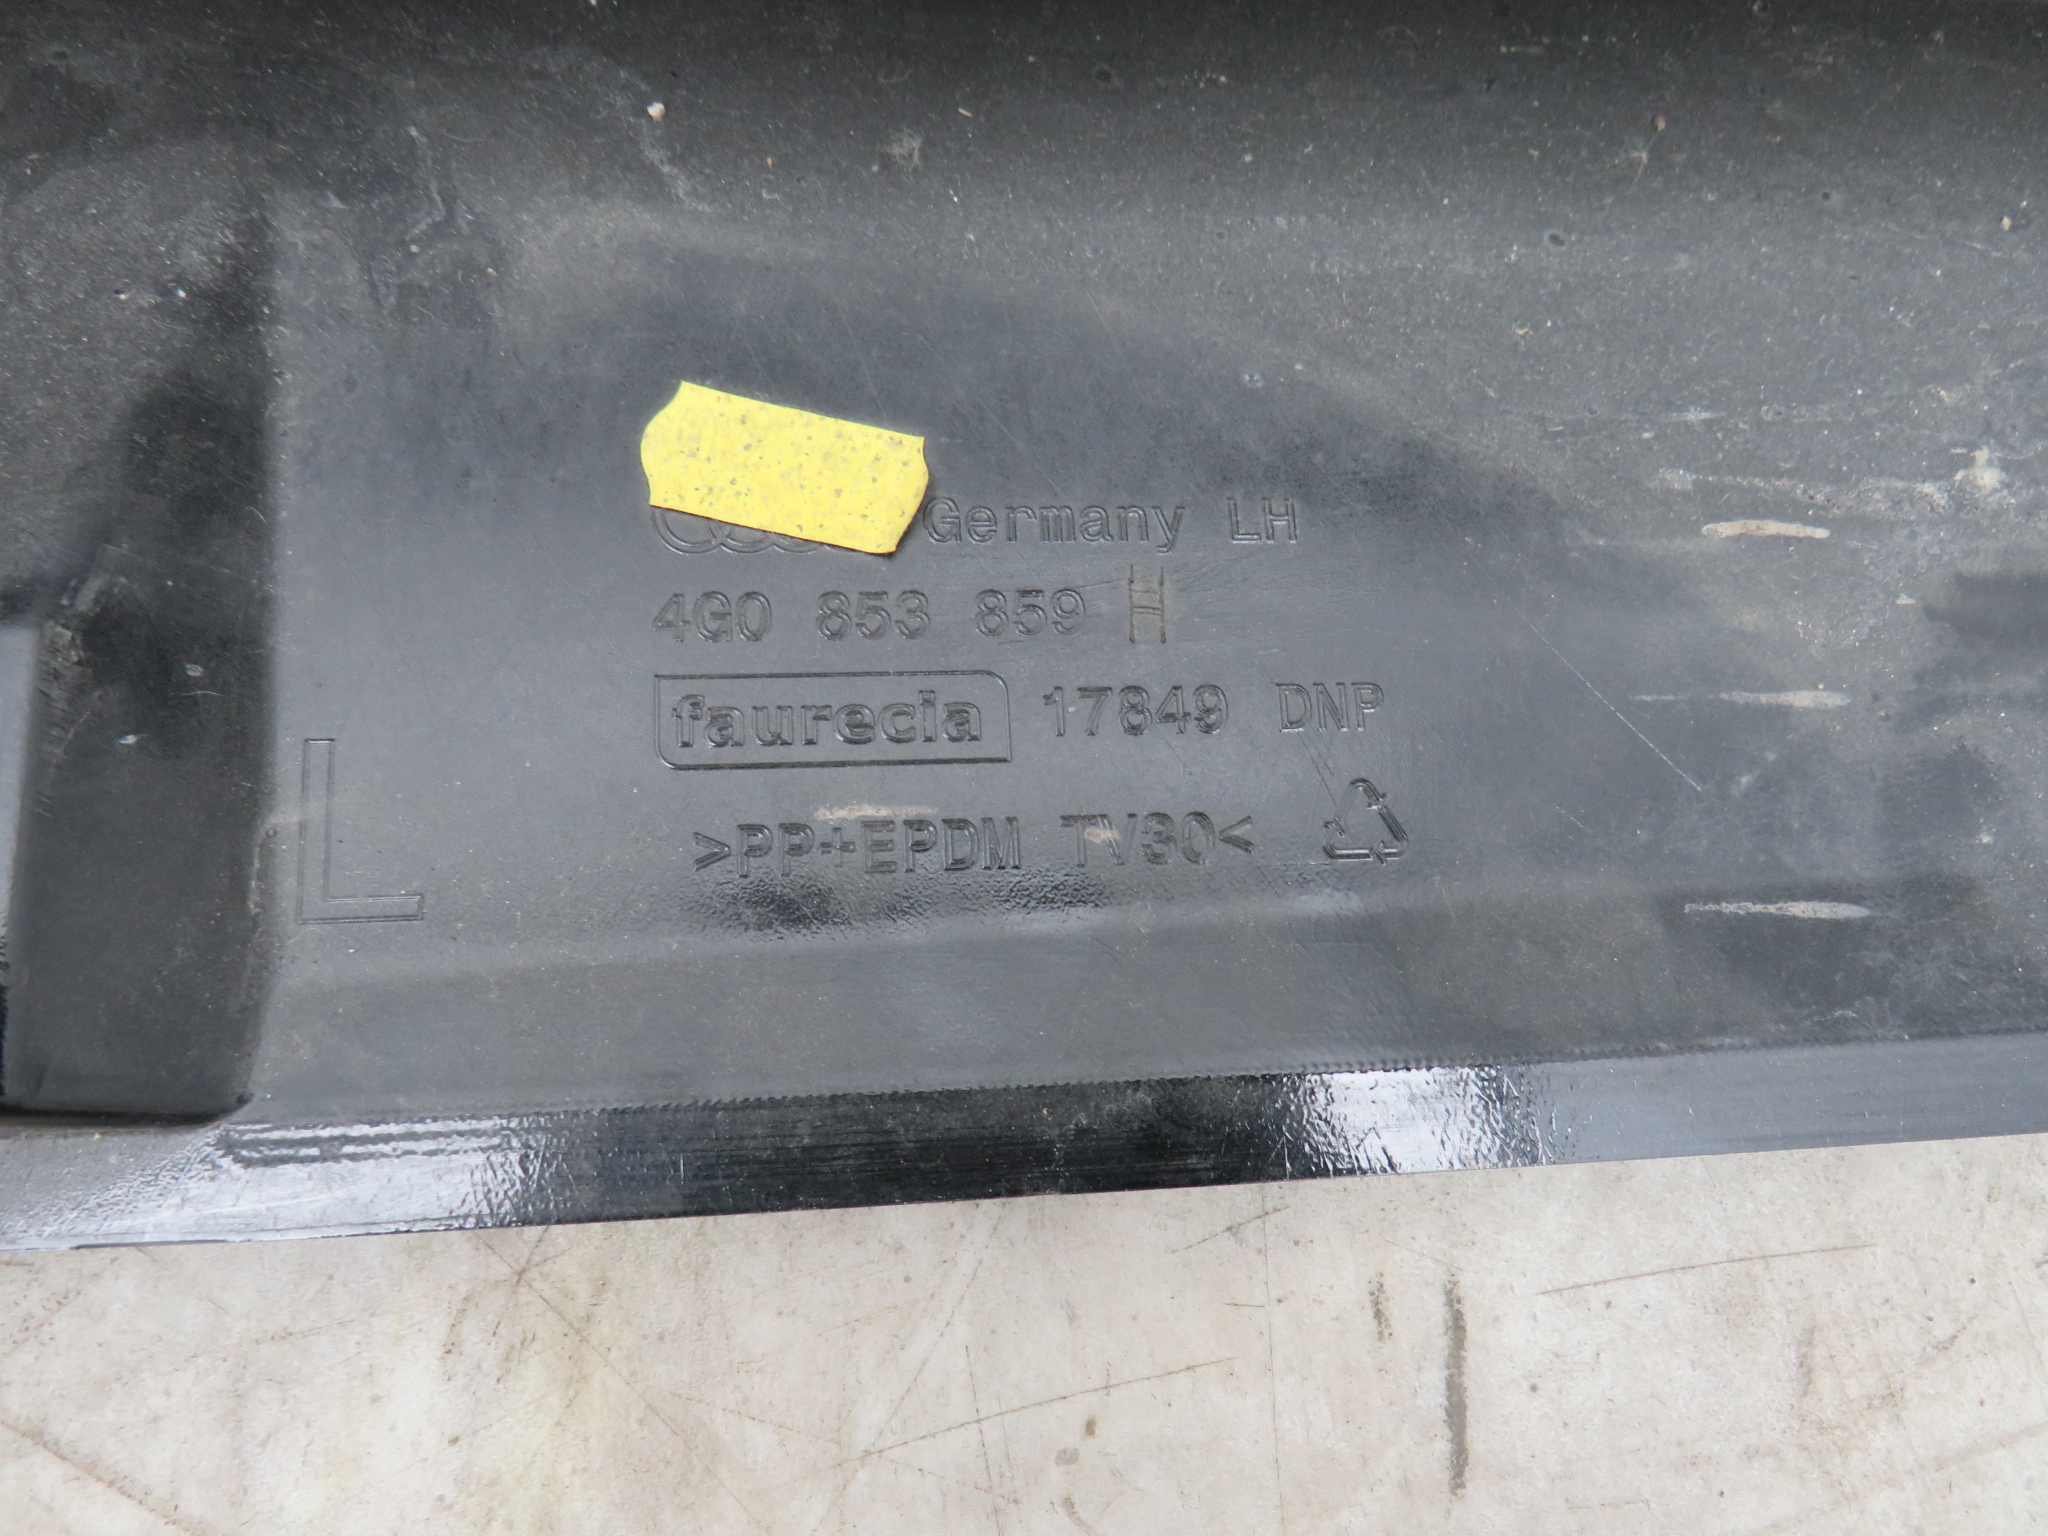 Germany LH
4G0 853 859 H
faurecia 17849 DNP
L
>PP+EPDM TV30<